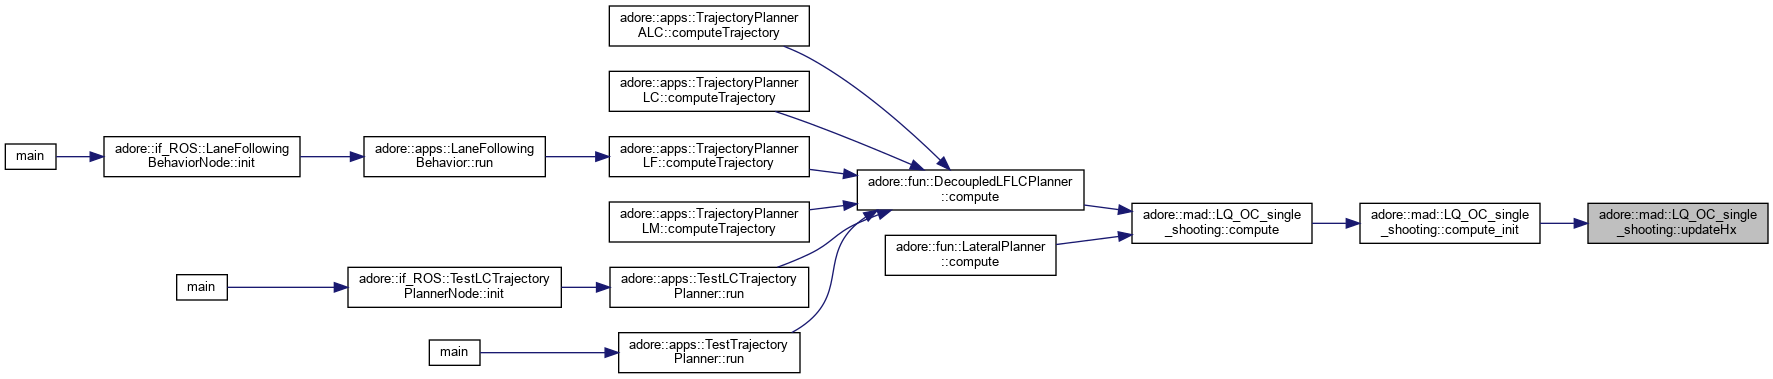 adore::apps::TrajectoryPlanner
ALC::computeTrajectory
adore::apps::TrajectoryPlanner
LC::computeTrajectory
main
adore::if_ROS::LaneFollowing
BehaviorNode::init
adore::apps::LaneFollowing
Behavior::run
adore::apps::TrajectoryPlanner
LF::computeTrajectory
adore::fun::DecoupledLFLCPlanner
::compute
adore::apps::TrajectoryPlanner
LM::computeTrajectory
adore::fun::LateralPlanner
::compute
adore::mad::LQ_OC_single
_shooting::compute
adore::mad::LQ_OC_single
_shooting::compute_init
adore::mad::LQ_OC_single
_shooting::updateHx
main
adore::if_ROS::TestLCTrajectory
PlannerNode::init
adore::apps::TestLCTrajectory
Planner::run
main
adore::apps::TestTrajectory
Planner::run